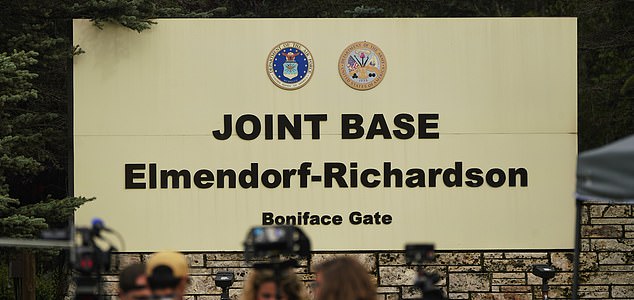 JOINT BASE
Elmendorf-Richardson
Boniface Gate